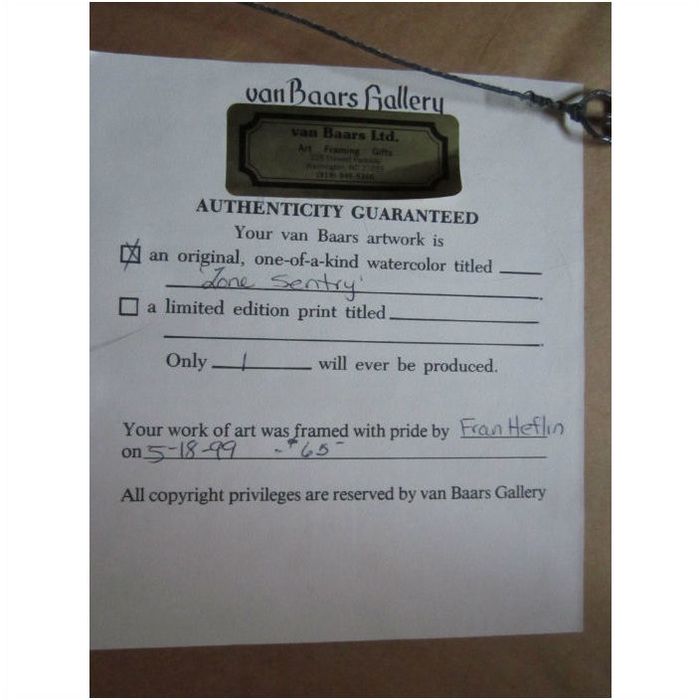 van Baars Gallery
van Baars Ltd.
Art Framing Gifts
AUTHENTICITY GUARANTEED
Your van Baars artwork is
an original, one-of-a-kind watercolor titled
'Lone Sentry'
a limited edition print titled
Only 1 will ever be produced.
Your work of art was framed with pride by Fran Heflin
on 5-18-99 - $65-
All copyright privileges are reserved by van Baars Gallery